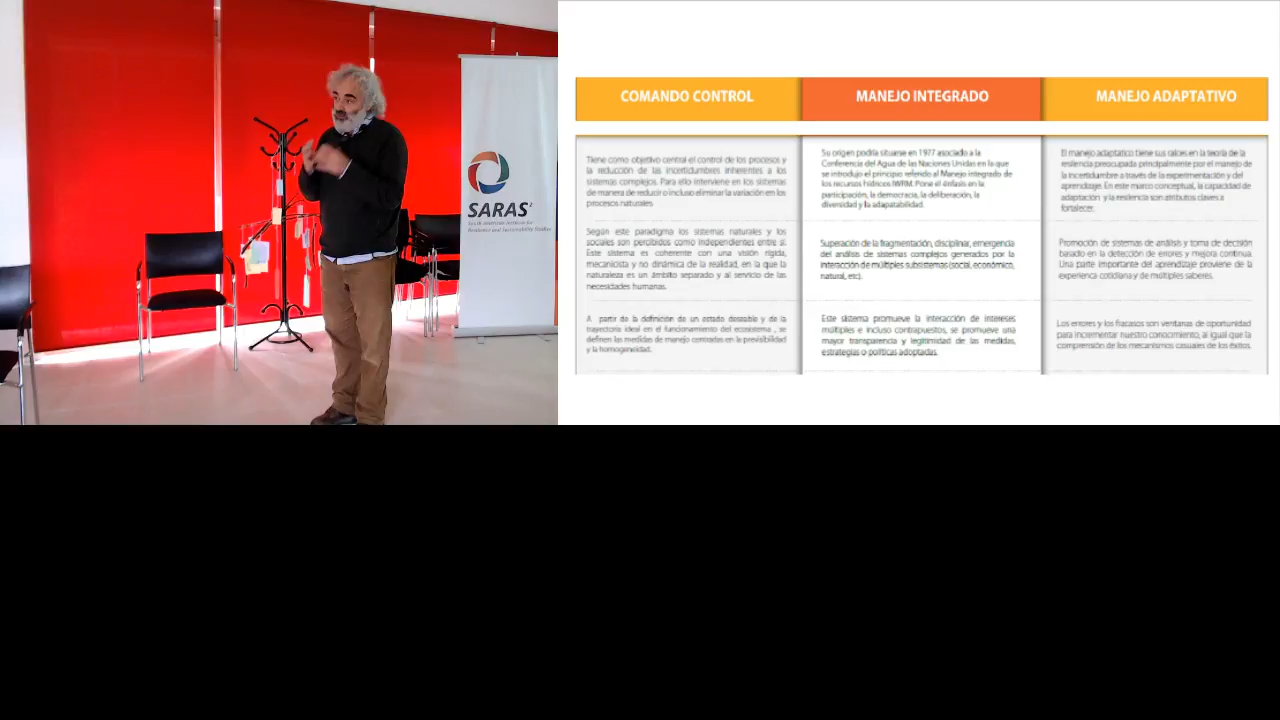 SARAS²
South American Institute for
Resilience and Sustainability Studies
COMANDO CONTROL
Tiene como objetivo central el control de los procesos y
la reducción de las incertidumbres inherentes a los
sistemas complejos. Para ello interviene en los sistemas
de manera de reducir o incluso eliminar la variación en los
procesos naturales.
Según este paradigma los sistemas naturales y los
sociales son percibidos como independientes entre sí.
Este sistema es coherente con una visión rígida,
mecanicista y no dinámica de la realidad, en la que la
naturaleza es un ámbito separado y al servicio de las
necesidades humanas.
A partir de la definición de un estado deseable y de la
trayectoria ideal en el funcionamiento del ecosistema , se
definen las medidas de manejo centradas en la previsibilidad
y la homogeneidad.
MANEJO INTEGRADO
Su origen podría situarse en 1977 asociado a la
Conferencia del Agua de las Naciones Unidas en la que
se introdujo el principio referido al Manejo integrado de
los recursos hídricos IWRM. Pone el énfasis en la
participación, la democracia, la deliberación, la
diversidad y la adapatabilidad.
Superación de la fragmentación, disciplinar, emergencia
del análisis de sistemas complejos generados por la
interacción de múltiples subsistemas (social, económico,
natural, etc).
Este sistema promueve la interacción de intereses
múltiples e incluso contrapuestos, se promueve una
mayor transparencia y legitimidad de las medidas,
estrategias o políticas adoptadas.
MANEJO ADAPTATIVO
El manejo adaptatico tiene sus raíces en la teoría de la
resilencia preocupada principalmente por el manejo de
la incertidumbre a través de la experimentación y del
aprendizaje. En este marco conceptual, la capacidad de
adaptación y la resilencia son atributos claves a
fortalecer.
Promoción de sistemas de análisis y toma de decisión
basado en la detección de errores y mejora continua.
Una parte importante del aprendizaje proviene de la
experiencia cotidiana y de múltiples saberes.
Los errores y los fracasos son ventanas de oportunidad
para incrementar nuestro conocimiento, al igual que la
comprensión de los mecanismos casuales de los éxitos.